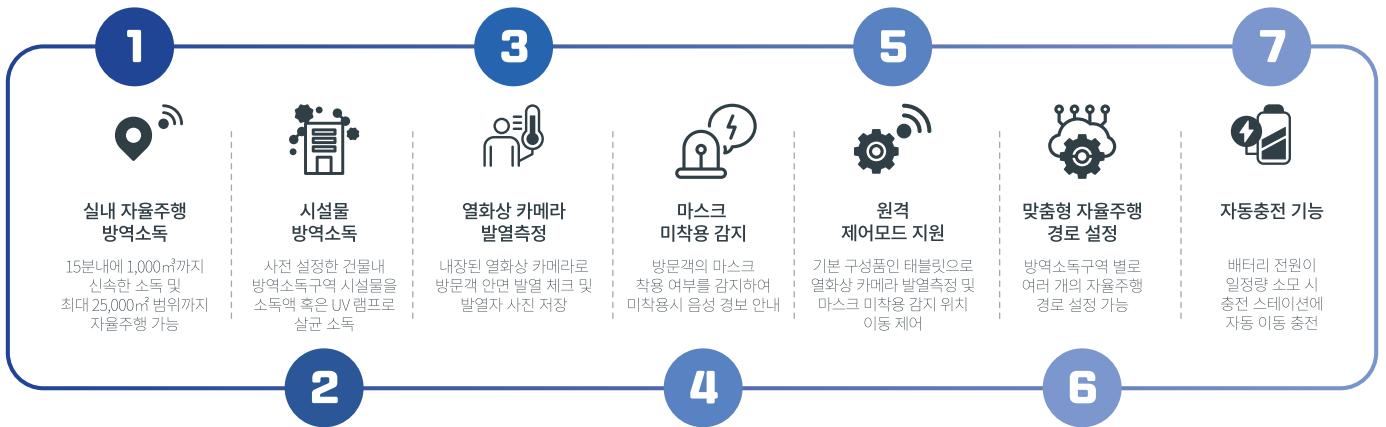 1
실내 자율주행
방역소독
15분내에 1,000㎥까지
신속한 소독 및
최대 25,000㎡ 범위까지
자율주행 가능
2
시설물
방역소독
사전 설정한 건물내
방역소독구역 시설물을
소독액 혹은 UV 램프로
살균 소독
3
열화상 카메라
발열측정
내장된 열화상 카메라로
방문객 안면 발열 체크 및
발열자 사진 저장
4
마스크
미착용 감지
방문객의 마스크
착용 여부를 감지하여
미착용시 음성 경보 안내
5
원격
제어모드 지원
기본 구성품인 태블릿으로
열화상 카메라 발열측정 및
마스크 미착용 감지 위치
이동 제어
6
맞춤형 자율주행
경로 설정
방역소독구역 별로
여러 개의 자율주행
경로 설정 가능
7
자동충전 기능
배터리 전원이
일정량 소모 시
충전 스테이션에
자동 이동 충전